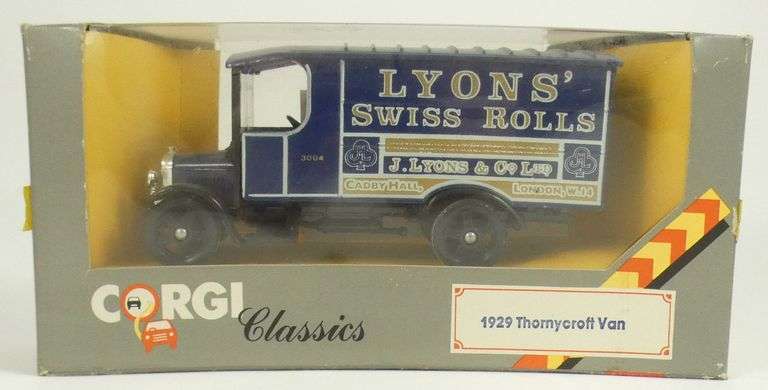 LYONS'
SWISS ROLLS
J. LYONS & CO LTD
CADBY HALL, LONDON, W.14
3004
CORGI Classics
1929 Thornycroft Van